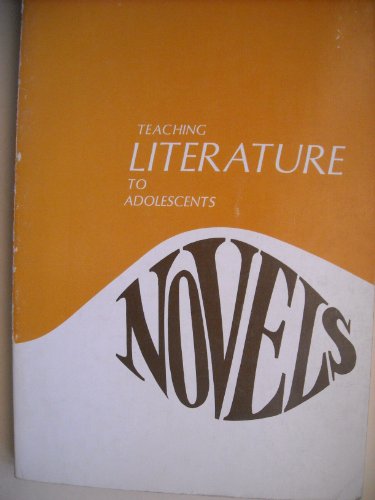 TEACHING
LITERATURE
TO
ADOLESCENTS
NOVELS